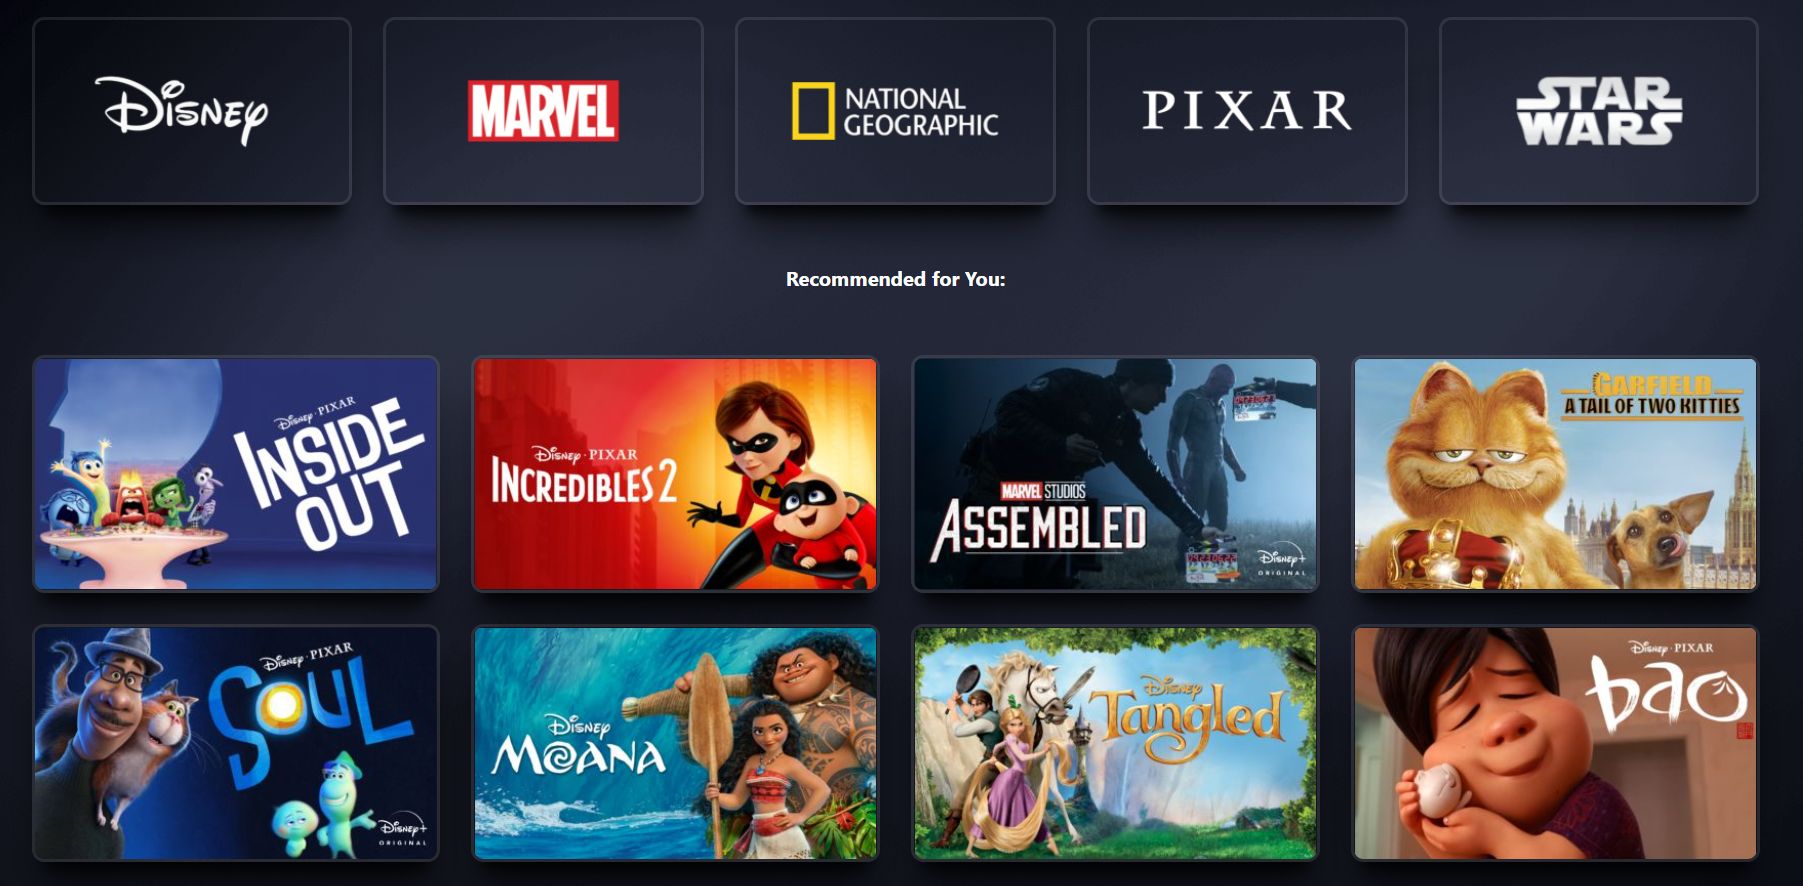 Disney
MARVEL
NATIONAL
GEOGRAPHIC
PIXAR
STAR
WARS
Recommended for You:
Disney · PIXAR
INSIDE
OUT
Disney · PIXAR
INCREDIBLES 2
MARVEL STUDIOS
ASSEMBLED
Disney+
ORIGINAL
GARFIELD
A TAIL OF TWO KITTIES
Disney · PIXAR
SOUL
Disney+
ORIGINAL
Disney
MOANA
Disney
Tangled
Disney · PIXAR
bao